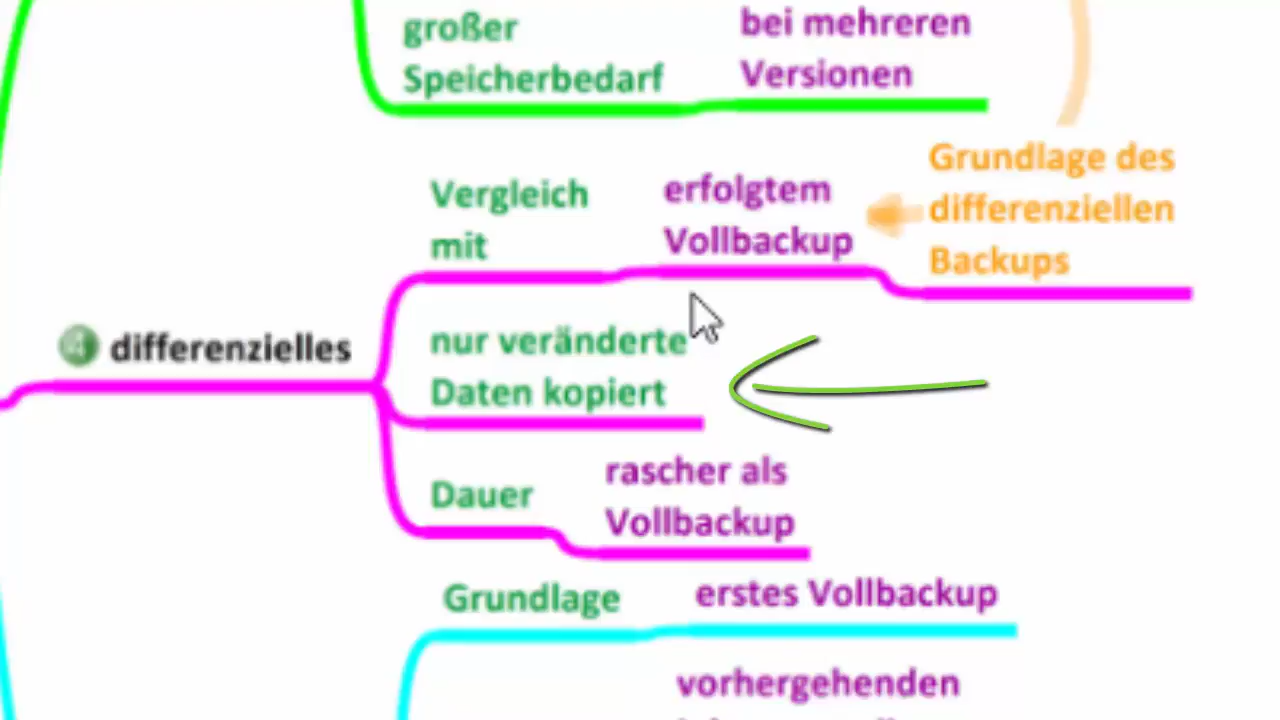 großer
Speicherbedarf
bei mehreren
Versionen
Vergleich
mit
erfolgtem
Vollbackup
Grundlage des
differenziellen
Backups
4 differenzielles
nur veränderte
Daten kopiert
Dauer
rascher als
Vollbackup
Grundlage
erstes Vollbackup
vorhergehenden